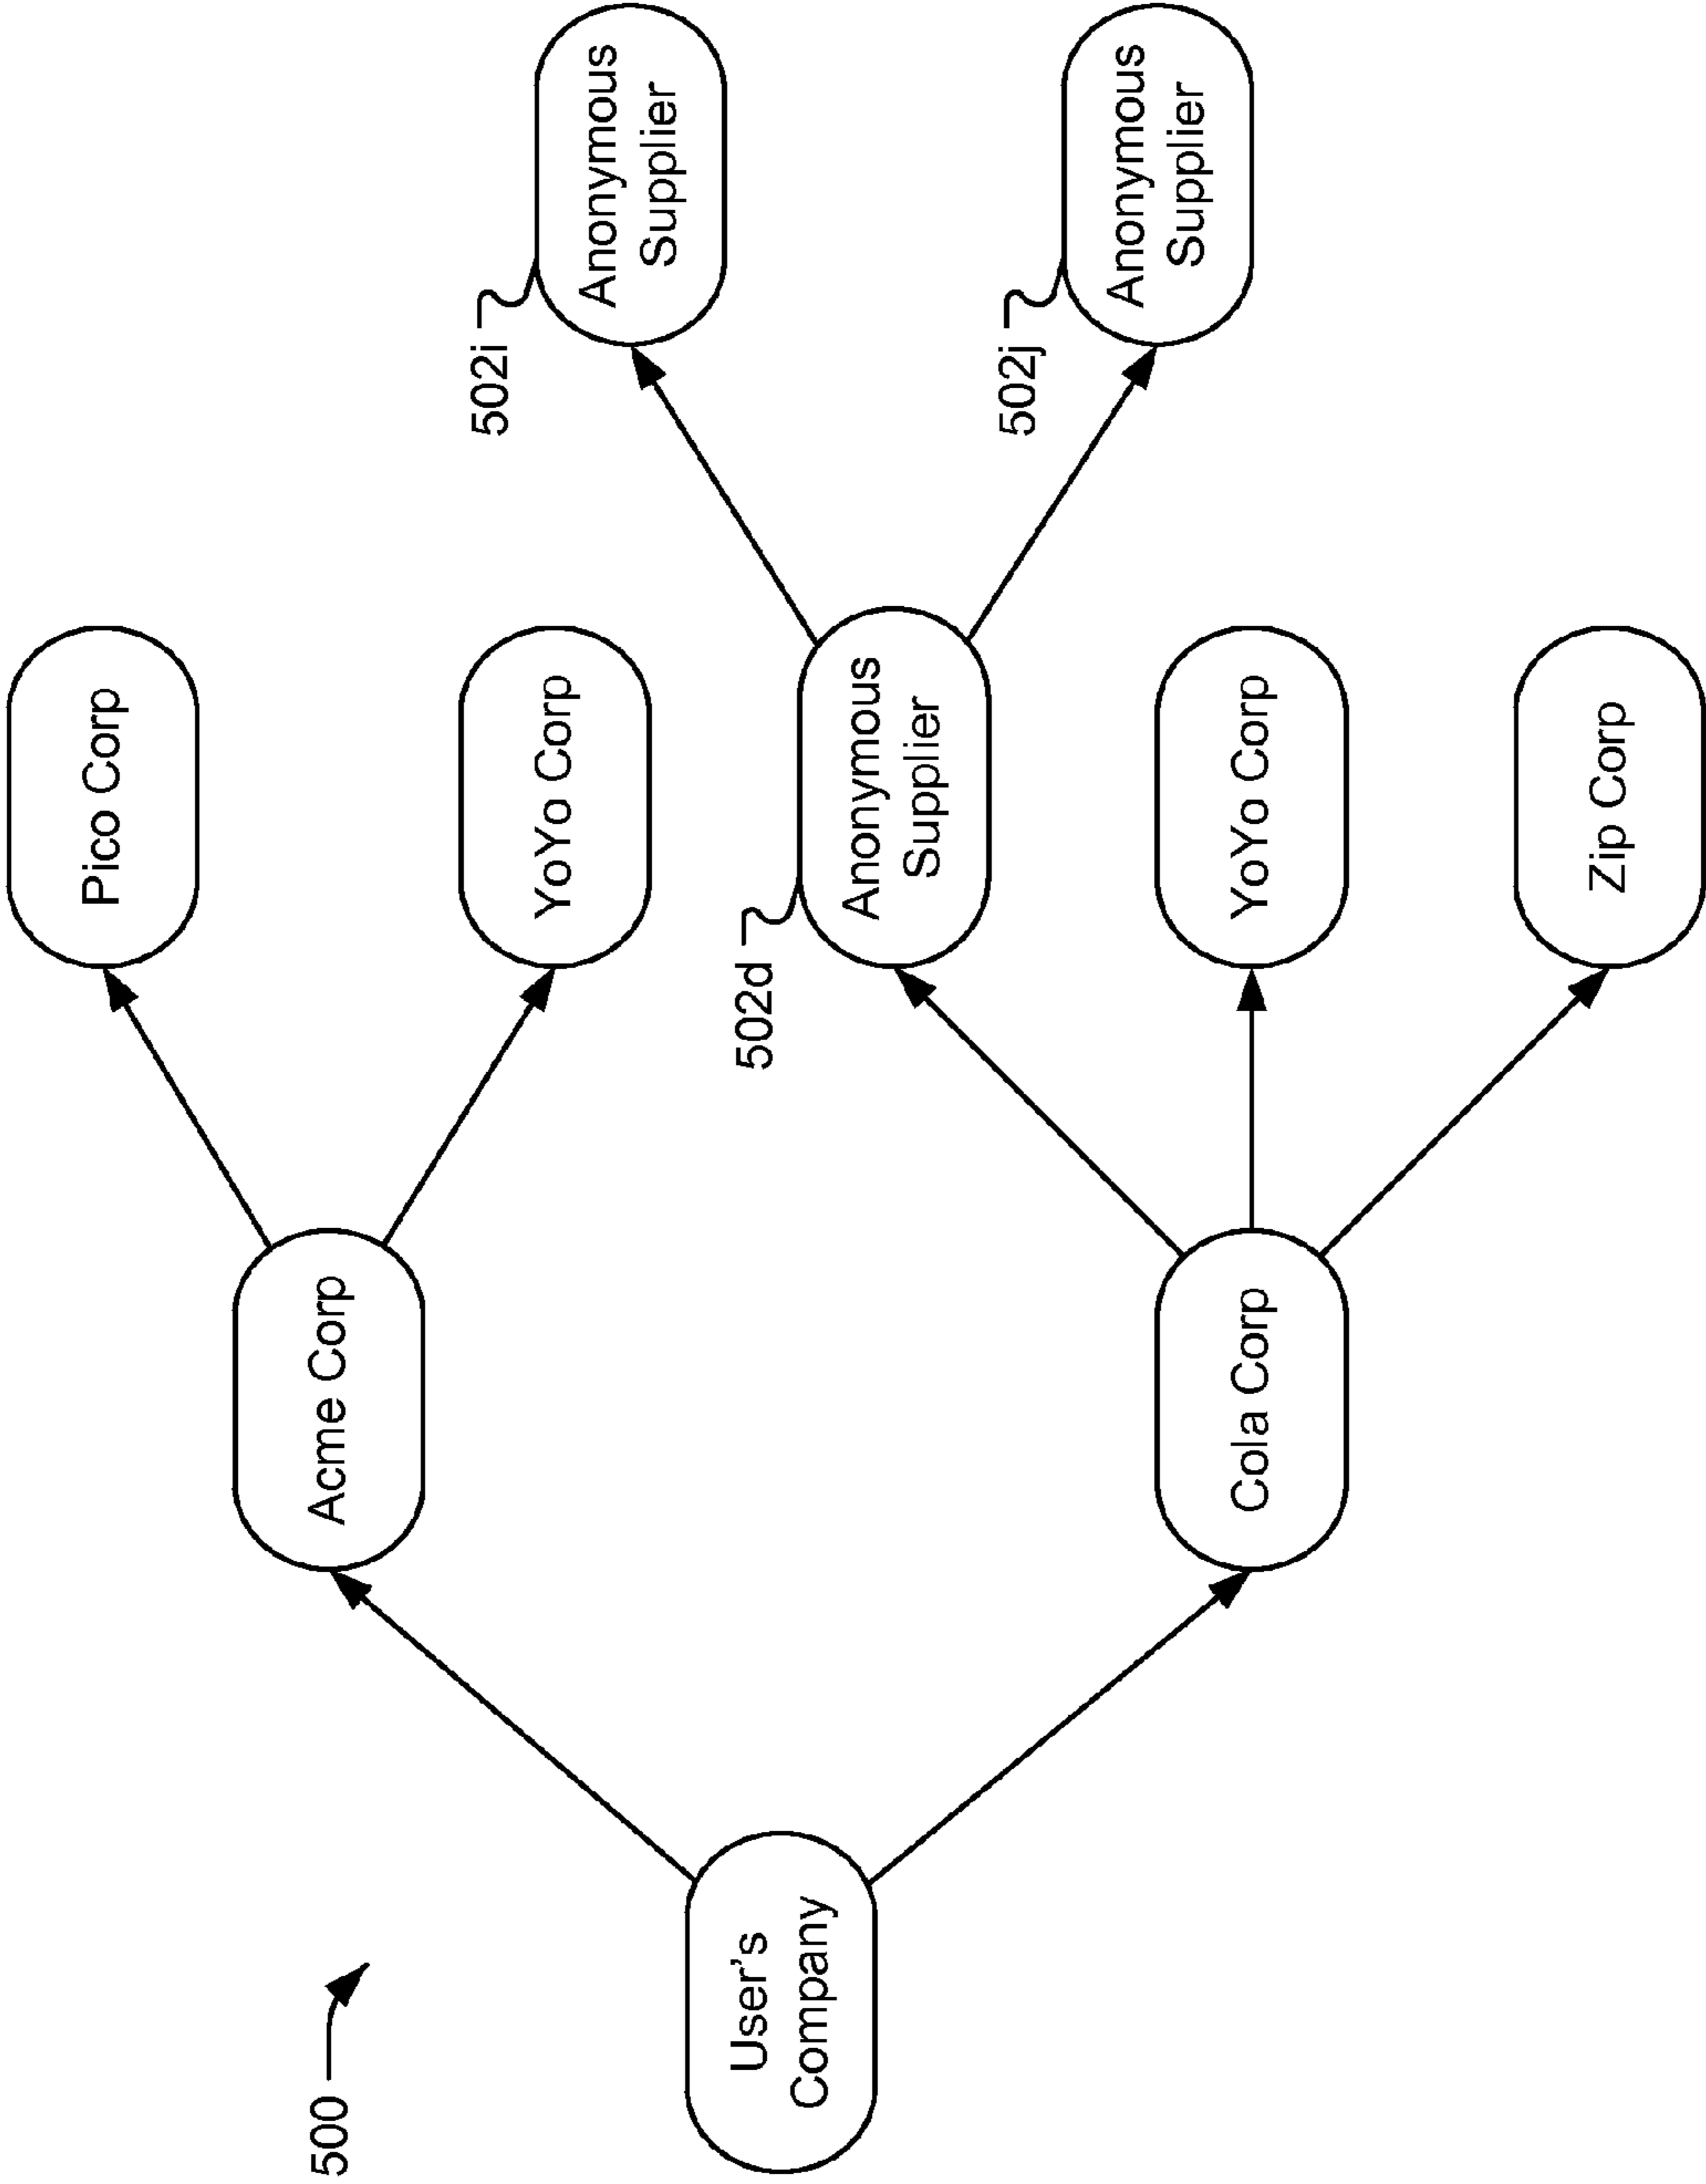 500
User's
Company
Acme Corp
Cola Corp
Pico Corp
YoYo Corp
502d
Anonymous
Supplier
YoYo Corp
Zip Corp
502i
Anonymous
Supplier
502j
Anonymous
Supplier